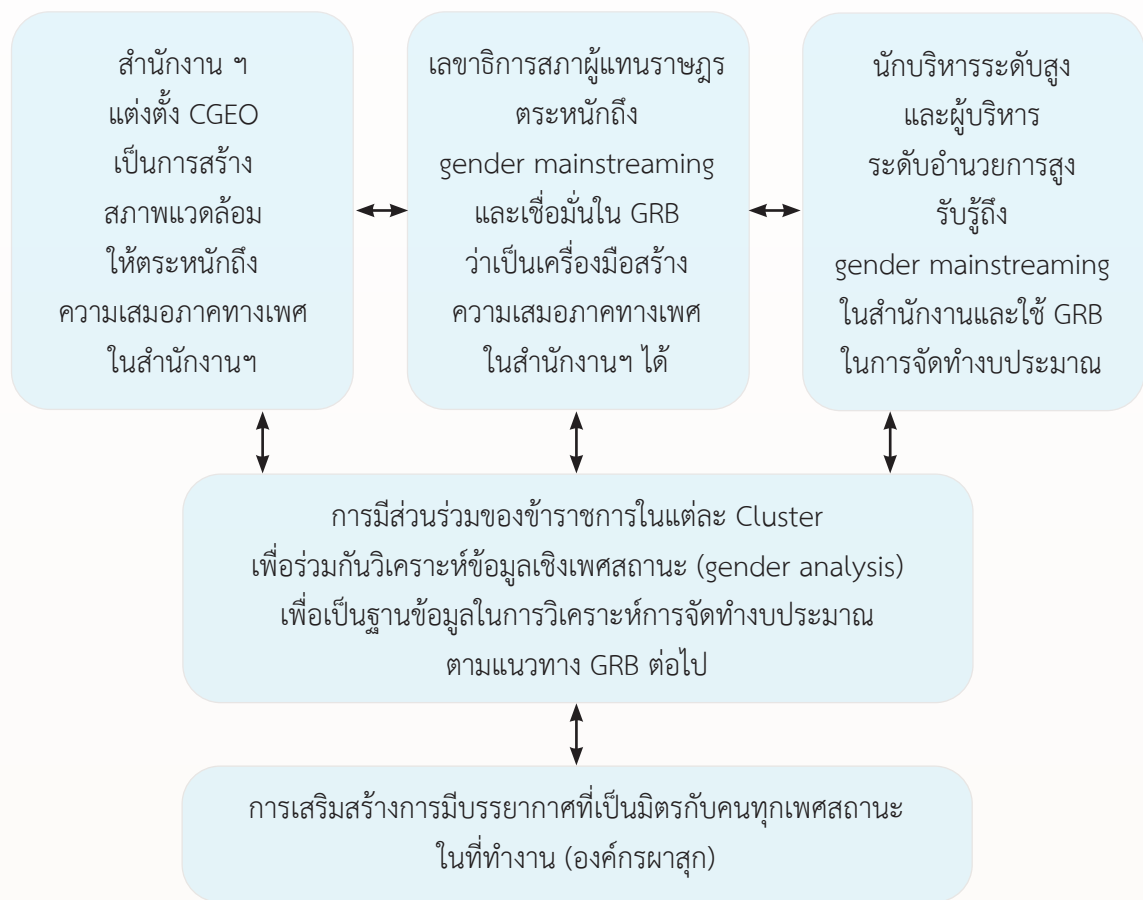 สำนักงาน ฯ
แต่งตั้ง CGEO
เป็นการสร้าง
สภาพแวดล้อม
ให้ตระหนักถึง
ความเสมอภาคทางเพศ
ในสำนักงานฯ
เลขาธิการสภาผู้แทนราษฎร
ตระหนักถึง
gender mainstreaming
และเชื่อมั่นใน GRB
ว่าเป็นเครื่องมือสร้าง
ความเสมอภาคทางเพศ
ในสำนักงานฯ ได้
นักบริหารระดับสูง
และผู้บริหาร
ระดับอำนวยการสูง
รับรู้ถึง
gender mainstreaming
ในสำนักงานและใช้ GRB
ในการจัดทำงบประมาณ
การมีส่วนร่วมของข้าราชการในแต่ละ Cluster
เพื่อร่วมกันวิเคราะห์ข้อมูลเชิงเพศสถานะ (gender analysis)
เพื่อเป็นฐานข้อมูลในการวิเคราะห์การจัดทำงบประมาณ
ตามแนวทาง GRB ต่อไป
การเสริมสร้างการมีบรรยากาศที่เป็นมิตรกับคนทุกเพศสถานะ
ในที่ทำงาน (องค์กรผาสุก)